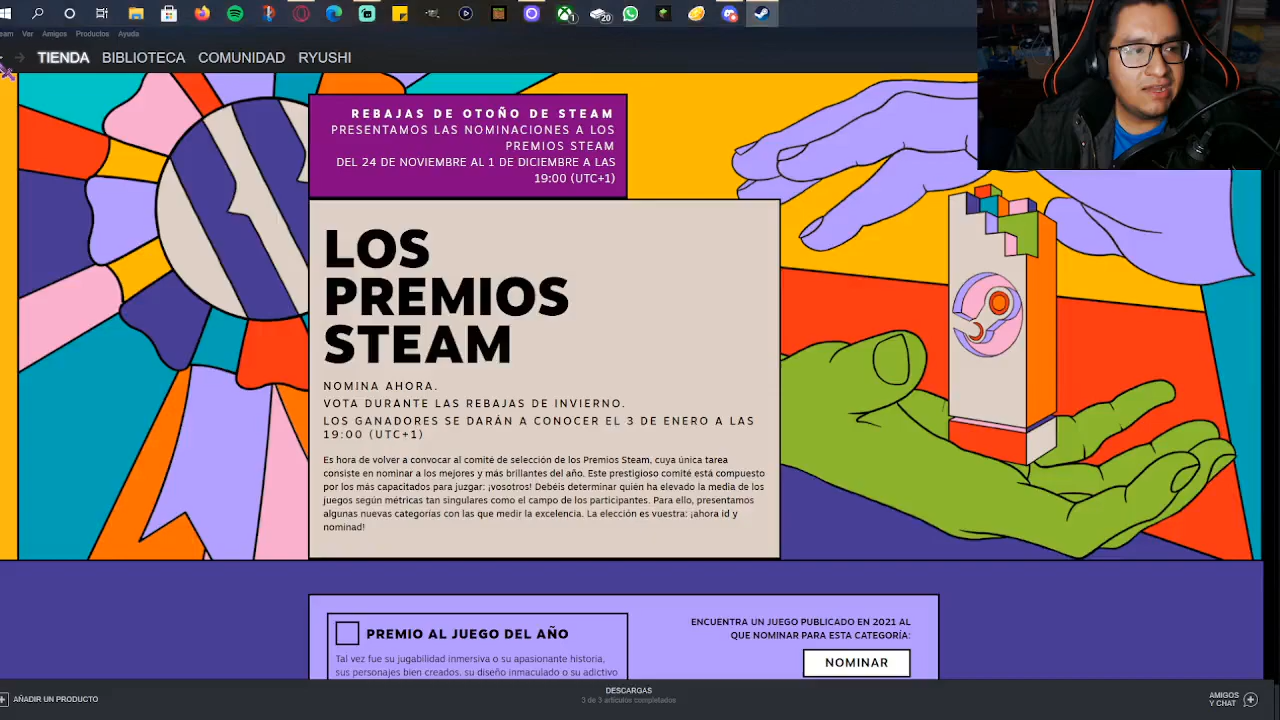 1
20
Ver Amigos Productos Ayuda
TIENDA BIBLIOTECA COMUNIDAD RYUSHI
REBAJAS DE OTOÑO DE STEAM
PRESENTAMOS LAS NOMINACIONES A LOS
PREMIOS STEAM
DEL 24 DE NOVIEMBRE AL 1 DE DICIEMBRE A LAS
19:00 (UTC+1)
LOS
PREMIOS
STEAM
NOMINA AHORA.
VOTA DURANTE LAS REBAJAS DE INVIERNO.
LOS GANADORES SE DARÁN A CONOCER EL 3 DE ENERO A LAS
19:00 (UTC+1)
Es hora de volver a convocar al comité de selección de los Premios Steam, cuya única tarea
consiste en nominar a los mejores y más brillantes del año. Este prestigioso comité está compuesto
por los más capacitados para juzgar: ¡vosotros! Debéis determinar quién ha elevado la media de los
juegos según métricas tan singulares como el campo de los participantes. Para ello, presentamos
algunas nuevas categorías con las que medir la excelencia. La elección es vuestra: ¡ahora id y
nominad!
PREMIO AL JUEGO DEL AÑO
Tal vez fue su jugabilidad inmersiva o su apasionante historia,
sus personajes bien creados, su diseño inmaculado o su adictivo
ENCUENTRA UN JUEGO PUBLICADO EN 2021 AL
QUE NOMINAR PARA ESTA CATEGORÍA:
NOMINAR
AÑADIR UN PRODUCTO
DESCARGAS
3 de 3 artículos completados
AMIGOS
Y CHAT